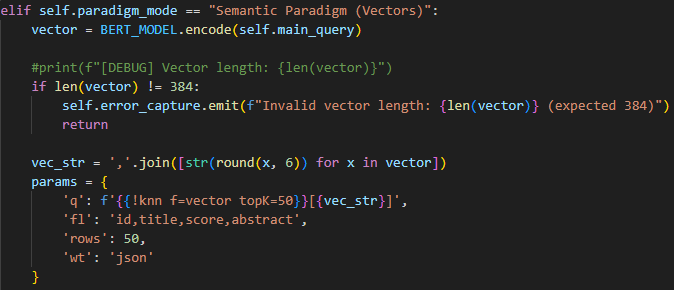 elif self.paradigm_mode == "Semantic Paradigm (Vectors)":
    vector = BERT_MODEL.encode(self.main_query)

    #print(f"[DEBUG] Vector length: {len(vector)}")
    if len(vector) != 384:
        self.error_capture.emit(f"Invalid vector length: {len(vector)} (expected 384)")
        return

    vec_str = ','.join([str(round(x, 6)) for x in vector])
    params = {
        'q': f'{{!knn f=vector topK=50}}[{vec_str}]',
        'fl': 'id,title,score,abstract',
        'rows': 50,
        'wt': 'json'
    }